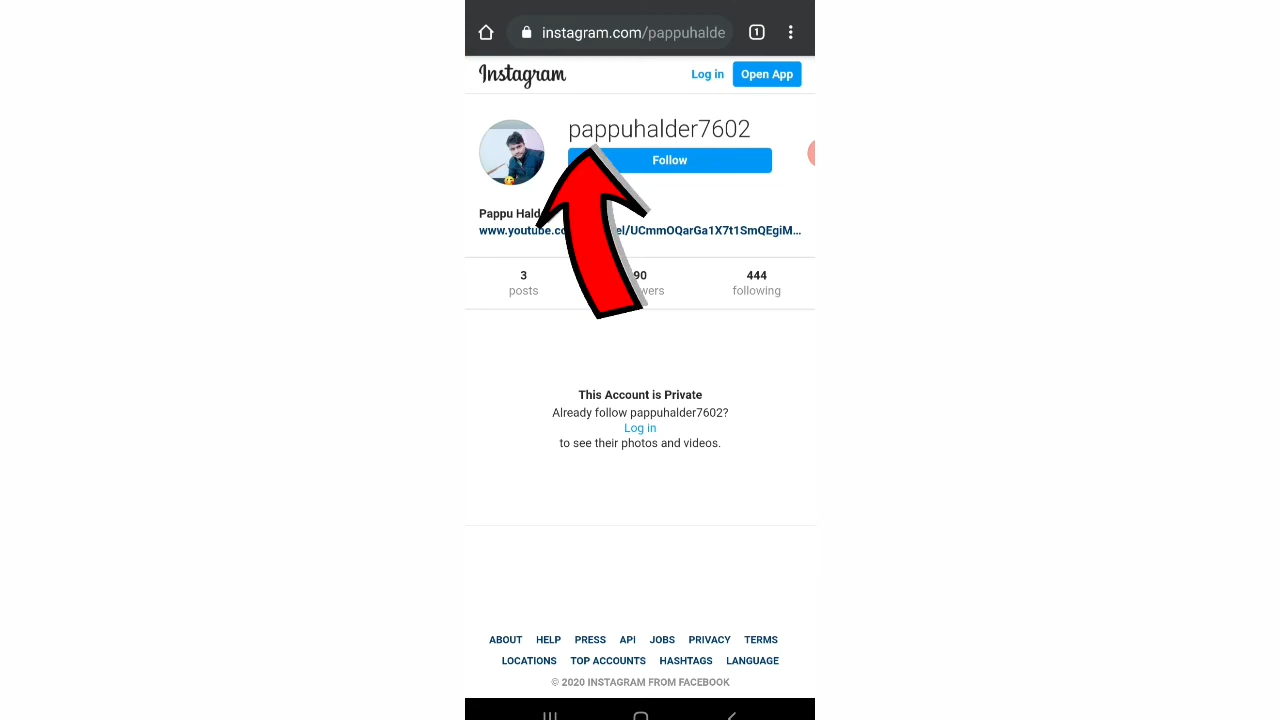 1
instagram.com/pappuhalde
Instagram
Log in
Open App
pappuhalder7602
Follow
Pappu
www.youtube.
el/UCmmOQarGa1X7t1SmQEgiM...
3
90
444
posts
wers
following
This Account is Private
Already follow pappuhalder7602?
Log in
to see their photos and videos.
ABOUT HELP PRESS API JOBS PRIVACY TERMS
LOCATIONS TOP ACCOUNTS HASHTAGS LANGUAGE
© 2020 INSTAGRAM FROM FACEBOOK